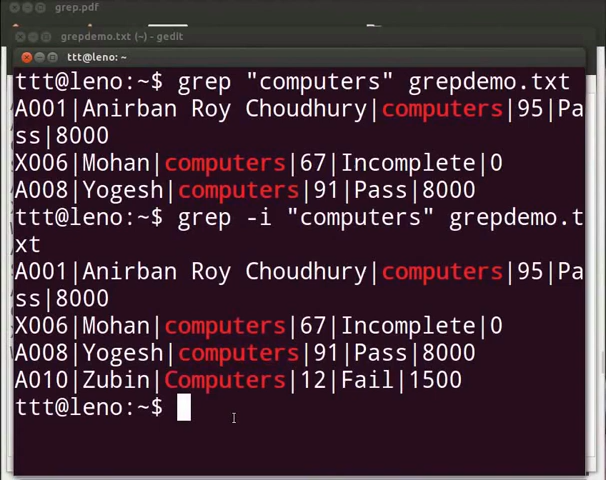 grep.pdf
grepdemo.txt (~) - gedit
ttt@leno: ~
ttt@leno:~$ grep "computers" grepdemo.txt
A001|Anirban Roy Choudhury|computers|95|Pa
ss|8000
X006|Mohan|computers|67|Incomplete|0
A008|Yogesh|computers|91|Pass|8000
ttt@leno:~$ grep -i "computers" grepdemo.t
xt
A001|Anirban Roy Choudhury|computers|95|Pa
ss|8000
X006|Mohan|computers|67|Incomplete|0
A008|Yogesh|computers|91|Pass|8000
A010|Zubin|Computers|12|Fail|1500
ttt@leno:~$